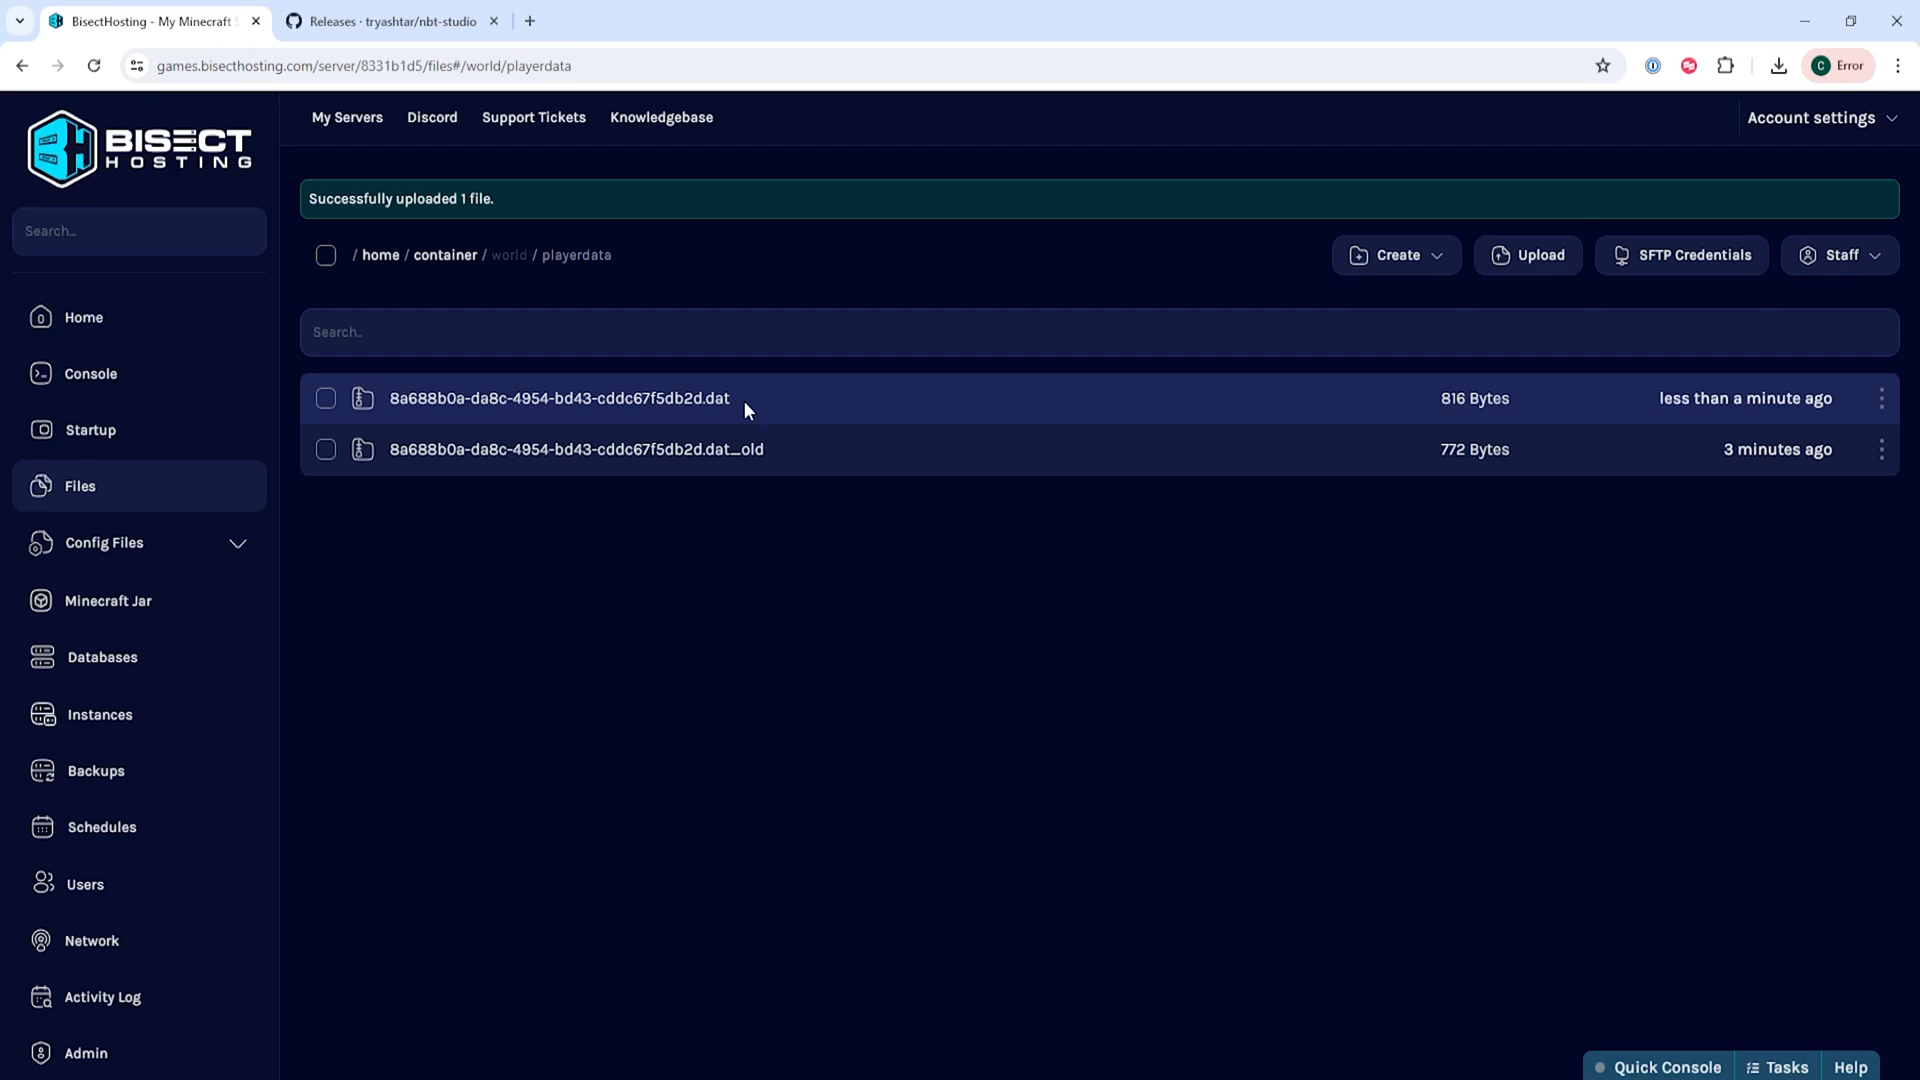 BisectHosting - My Minecraft S
Releases · tryashtar/nbt-studio
games.bisecthosting.com/server/8331b1d5/files#/world/playerdata
C Error
BISECT
HOSTING
My Servers
Discord
Support Tickets
Knowledgebase
Account settings
Search...
Successfully uploaded 1 file.
/ home / container / world / playerdata
Create
Upload
SFTP Credentials
Staff
Search..
8a688b0a-da8c-4954-bd43-cddc67f5db2d.dat 816 Bytes less than a minute ago
8a688b0a-da8c-4954-bd43-cddc67f5db2d.dat_old 772 Bytes 3 minutes ago
Home
Console
Startup
Files
Config Files
Minecraft Jar
Databases
Instances
Backups
Schedules
Users
Network
Activity Log
Admin
Quick Console
Tasks
Help